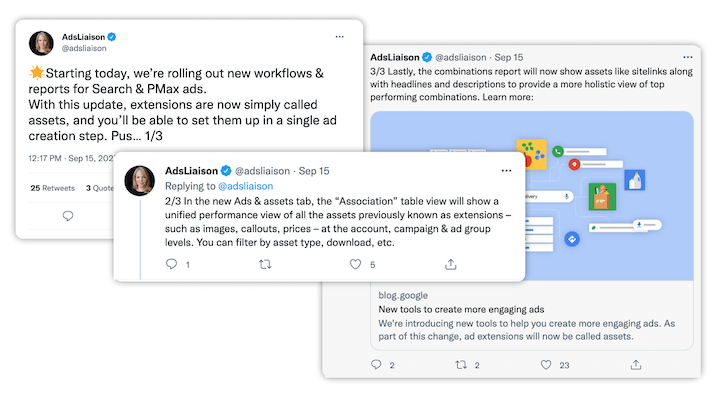 AdsLiaison
@adsliaison
🌟Starting today, we're rolling out new workflows &
reports for Search & PMax ads.
With this update, extensions are now simply called
assets, and you'll be able to set them up in a single ad
creation step. Pus... 1/3
12:17 PM · Sep 15, 202
25 Retweets 3 Quote
AdsLiaison @adsliaison · Sep 15
Replying to @adsliaison
2/3 In the new Ads & assets tab, the "Association" table view will show a
unified performance view of all the assets previously known as extensions –
such as images, callouts, prices – at the account, campaign & ad group
levels. You can filter by asset type, download, etc.
1 5
AdsLiaison @adsliaison · Sep 15
3/3 Lastly, the combinations report will now show assets like sitelinks along
with headlines and descriptions to provide a more holistic view of top
performing combinations. Learn more:
blog.google
New tools to create more engaging ads
We're introducing new tools to help you create more engaging ads. As
part of this change, ad extensions will now be called assets.
2 2 23